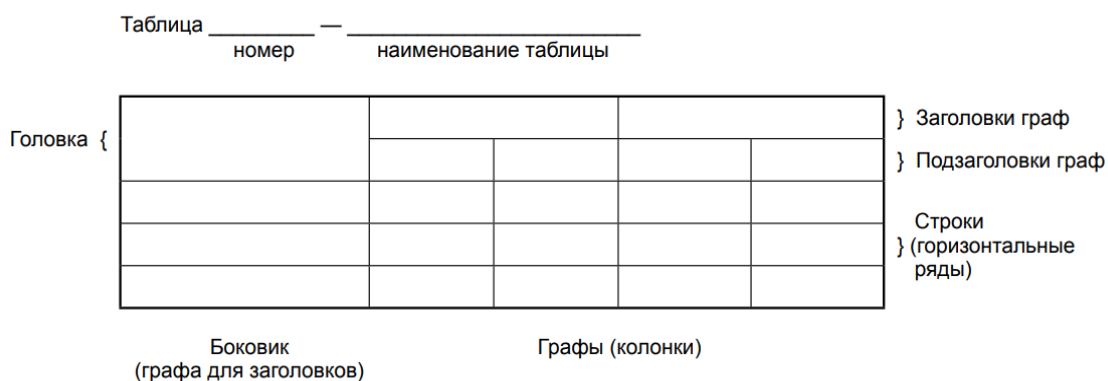 Таблица _________ — _________________________
номер наименование таблицы
} Заголовки граф
Головка {
} Подзаголовки граф
Строки
} (горизонтальные
ряды)
Боковик Графы (колонки)
(графа для заголовков)